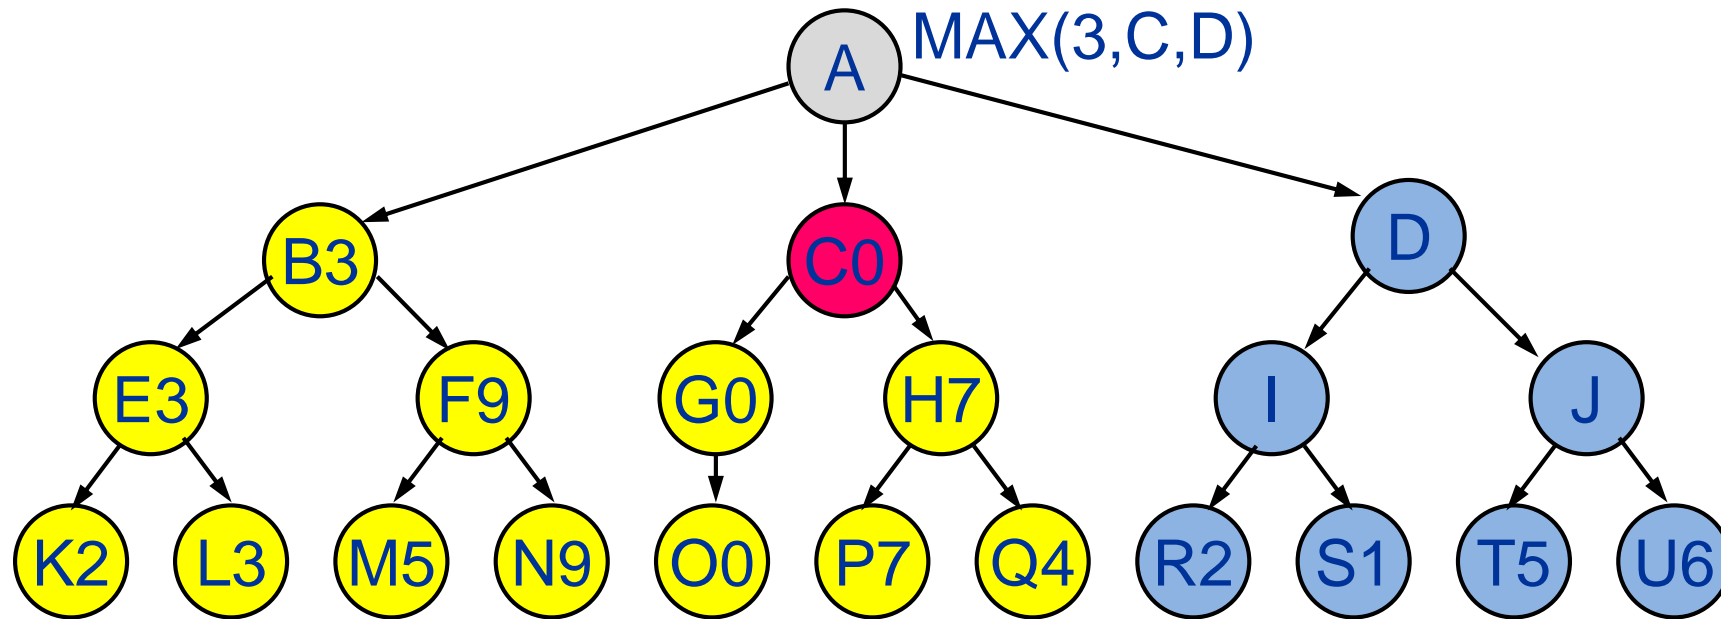 A MAX(3,C,D)
B3 C0 D
E3 F9 G0 H7 I J
K2 L3 M5 N9 O0 P7 Q4 R2 S1 T5 U6